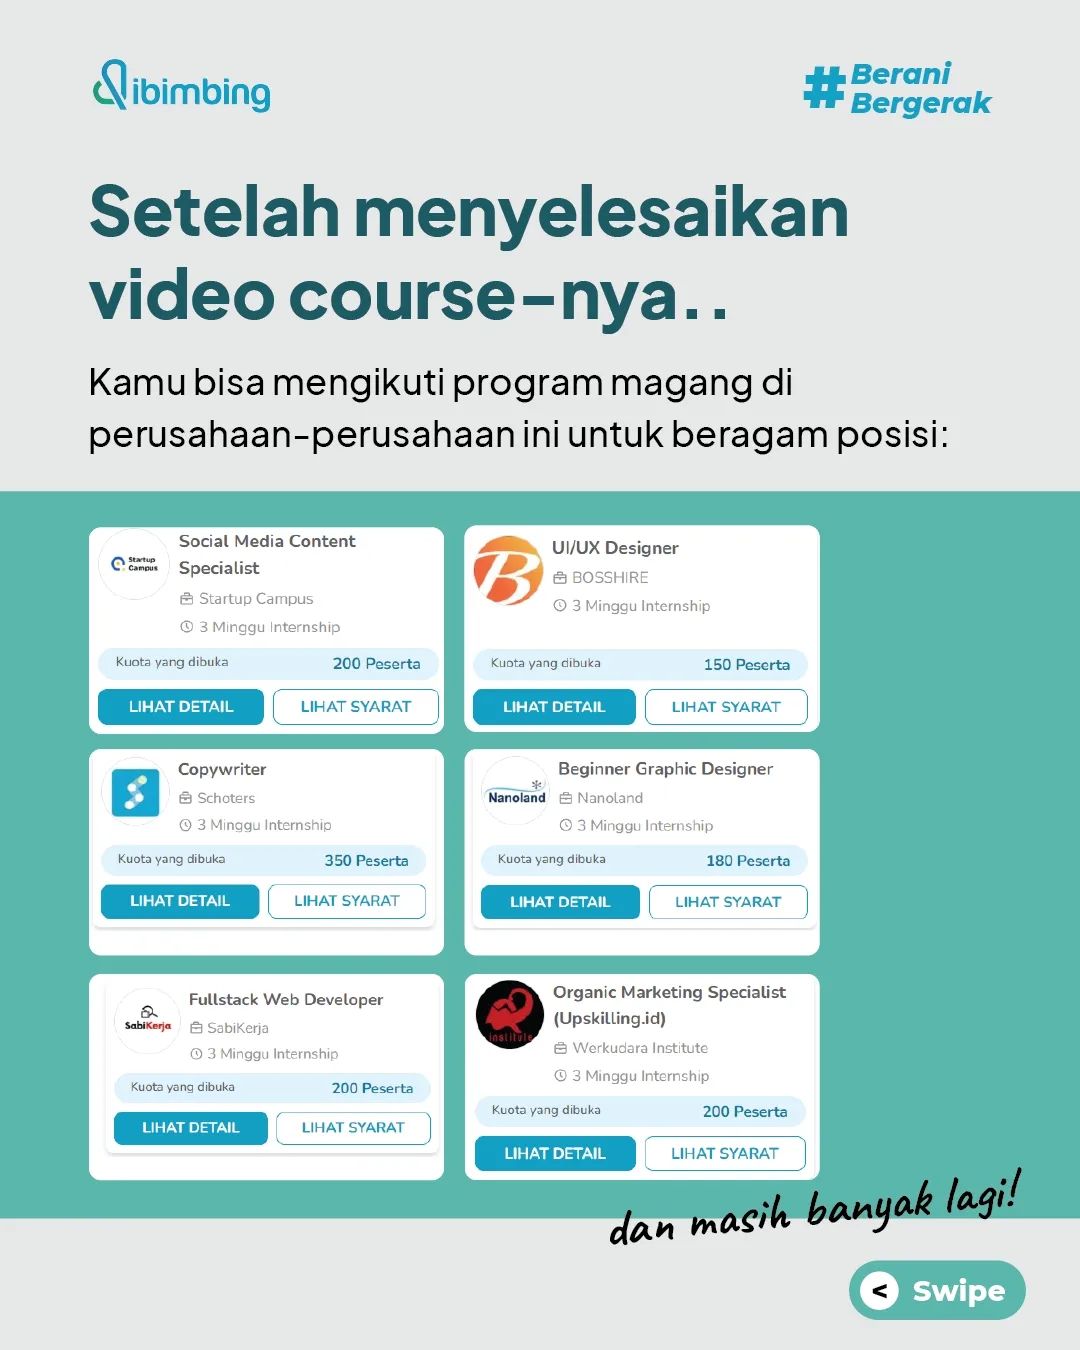 dibimbing
#Berani
Bergerak
Setelah menyelesaikan
video course-nya..
Kamu bisa mengikuti program magang di
perusahaan-perusahaan ini untuk beragam posisi:
Startup
Campus
Social Media Content
Specialist
Startup Campus
3 Minggu Internship
Kuota yang dibuka 200 Peserta
LIHAT DETAIL LIHAT SYARAT
B
UI/UX Designer
BOSSHIRE
3 Minggu Internship
Kuota yang dibuka 150 Peserta
LIHAT DETAIL LIHAT SYARAT
Copywriter
Schoters
3 Minggu Internship
Kuota yang dibuka 350 Peserta
LIHAT DETAIL LIHAT SYARAT
Nanoland
Beginner Graphic Designer
Nanoland
3 Minggu Internship
Kuota yang dibuka 180 Peserta
LIHAT DETAIL LIHAT SYARAT
SabiKerja
Fullstack Web Developer
SabiKerja
3 Minggu Internship
Kuota yang dibuka 200 Peserta
LIHAT DETAIL LIHAT SYARAT
institute
Organic Marketing Specialist
(Upskilling.id)
Werkudara Institute
3 Minggu Internship
Kuota yang dibuka 200 Peserta
LIHAT DETAIL LIHAT SYARAT
dan masih banyak lagi!
< Swipe